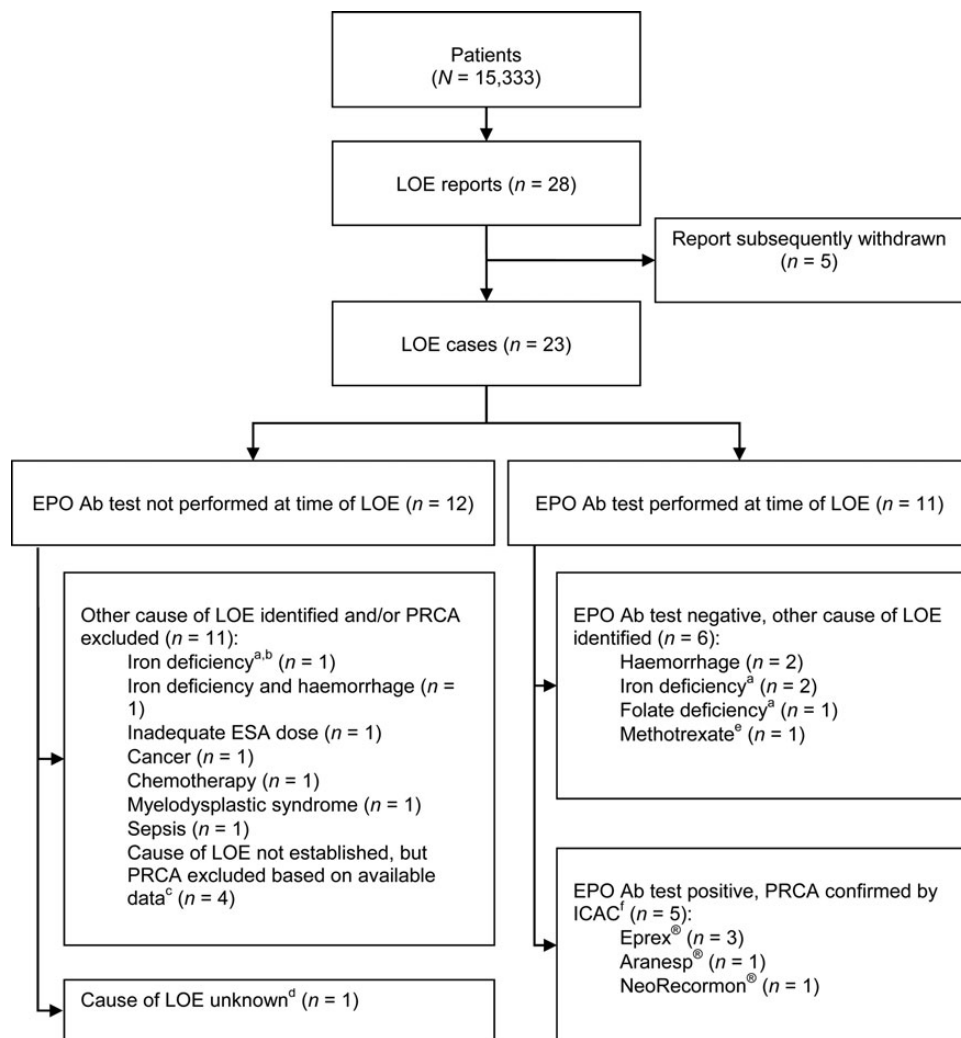 Patients
(N = 15,333)
LOE reports (n = 28)
Report subsequently withdrawn
(n = 5)
LOE cases (n = 23)
EPO Ab test not performed at time of LOE (n = 12)
EPO Ab test performed at time of LOE (n = 11)
Other cause of LOE identified and/or PRCA
excluded (n = 11):
Iron deficiencyᵃ,ᵇ (n = 1)
Iron deficiency and haemorrhage (n =
1)
Inadequate ESA dose (n = 1)
Cancer (n = 1)
Chemotherapy (n = 1)
Myelodysplastic syndrome (n = 1)
Sepsis (n = 1)
Cause of LOE not established, but
PRCA excluded based on available
dataᶜ (n = 4)
Cause of LOE unknownᵈ (n = 1)
EPO Ab test negative, other cause of LOE
identified (n = 6):
Haemorrhage (n = 2)
Iron deficiencyᵃ (n = 2)
Folate deficiencyᵃ (n = 1)
Methotrexateᵉ (n = 1)
EPO Ab test positive, PRCA confirmed by
ICACᶠ (n = 5):
Eprex® (n = 3)
Aranesp® (n = 1)
NeoRecormon® (n = 1)